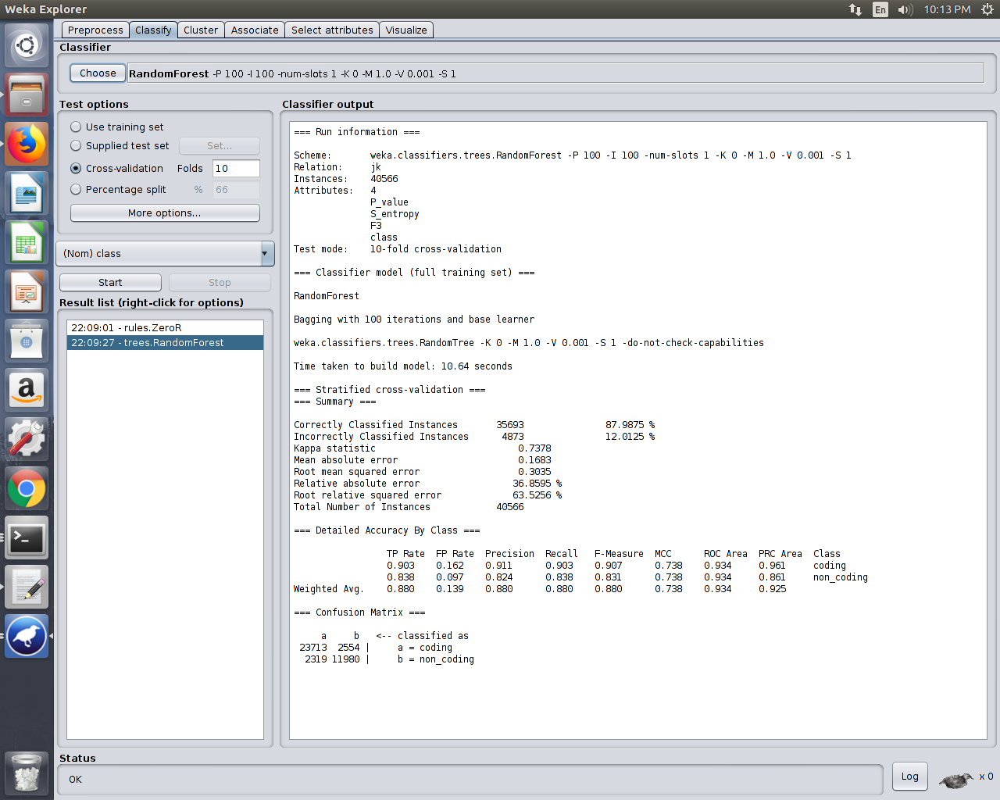 Weka Explorer
En
10:13 PM
Preprocess Classify Cluster Associate Select attributes Visualize
Classifier
Choose RandomForest -P 100 -I 100 -num-slots 1 -K 0 -M 1.0 -V 0.001 -S 1
Test options
Use training set
Supplied test set Set...
Cross-validation Folds 10
Percentage split % 66
More options...
(Nom) class
Start Stop
Result list (right-click for options)
22:09:01 - rules.ZeroR
22:09:27 - trees.RandomForest
Classifier output
=== Run information ===
Scheme: weka.classifiers.trees.RandomForest -P 100 -I 100 -num-slots 1 -K 0 -M 1.0 -V 0.001 -S 1
Relation: jk
Instances: 40566
Attributes: 4
P_value
S_entropy
F3
class
Test mode: 10-fold cross-validation
=== Classifier model (full training set) ===
RandomForest
Bagging with 100 iterations and base learner
weka.classifiers.trees.RandomTree -K 0 -M 1.0 -V 0.001 -S 1 -do-not-check-capabilities
Time taken to build model: 10.64 seconds
=== Stratified cross-validation ===
=== Summary ===
Correctly Classified Instances 35693 87.9875 %
Incorrectly Classified Instances 4873 12.0125 %
Kappa statistic 0.7378
Mean absolute error 0.1683
Root mean squared error 0.3035
Relative absolute error 36.8595 %
Root relative squared error 63.5256 %
Total Number of Instances 40566
=== Detailed Accuracy By Class ===
TP Rate FP Rate Precision Recall F-Measure MCC ROC Area PRC Area Class
0.903 0.162 0.911 0.903 0.907 0.738 0.934 0.961 coding
0.838 0.097 0.824 0.838 0.831 0.738 0.934 0.861 non_coding
Weighted Avg. 0.880 0.139 0.880 0.880 0.880 0.738 0.934 0.925
=== Confusion Matrix ===
a b <-- classified as
23713 2554 | a = coding
2319 11980 | b = non_coding
Status
OK
Log
x 0